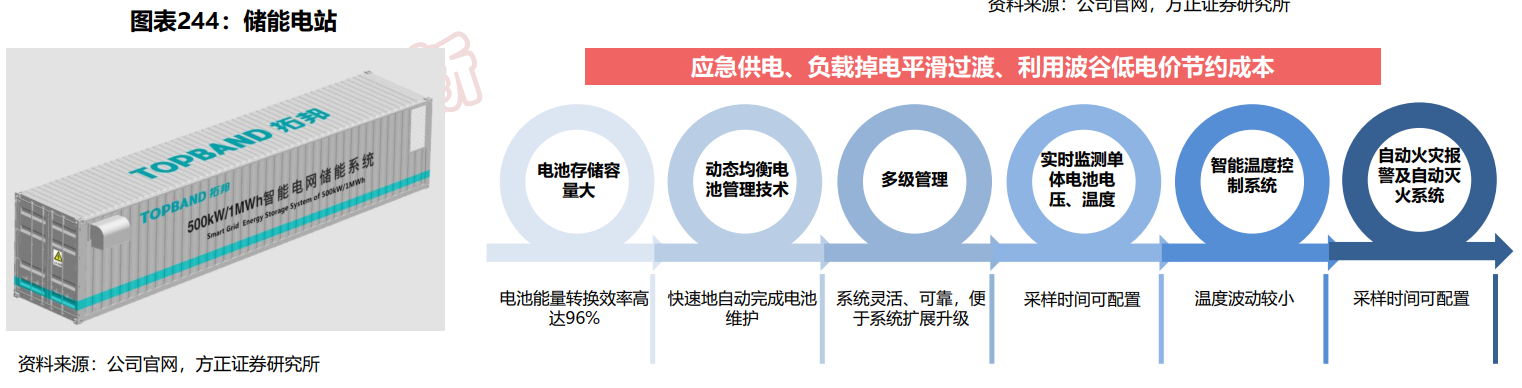 图表244：储能电站
TOPBAND 拓邦
TOPBAND 拓邦
500kW/1MWh智能电网储能系统
Smart Grid Energy Storage System of 500kW/1MWh
资料来源：公司官网，方正证券研究所
资料来源：公司官网，方正证券研究所
应急供电、负载掉电平滑过渡、利用波谷低电价节约成本
电池存储容
量大
动态均衡电
池管理技术
多级管理
实时监测单
体电池电
压、温度
智能温度控
制系统
自动火灾报
警及自动灭
火系统
电池能量转换效率高
达96%
快速地自动完成电池
维护
系统灵活、可靠，便
于系统扩展升级
采样时间可配置
温度波动较小
采样时间可配置